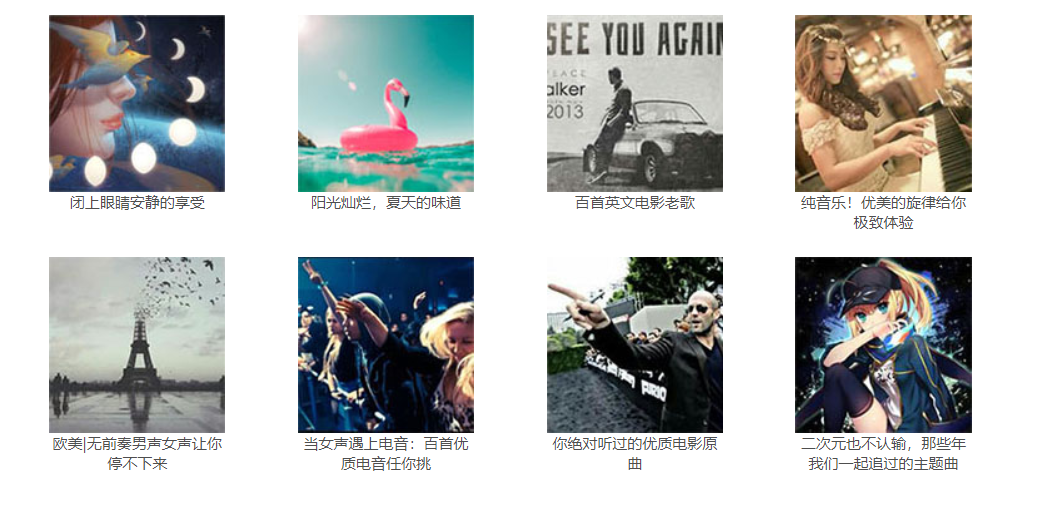 SEE YOU AGAIN
PLACE
alker
2013
闭上眼睛安静的享受
阳光灿烂，夏天的味道
百首英文电影老歌
纯音乐！优美的旋律给你
极致体验
欧美|无前奏男声女声让你
停不下来
当女声遇上电音：百首优
质电音任你挑
你绝对听过的优质电影原
曲
二次元也不认输，那些年
我们一起追过的主题曲